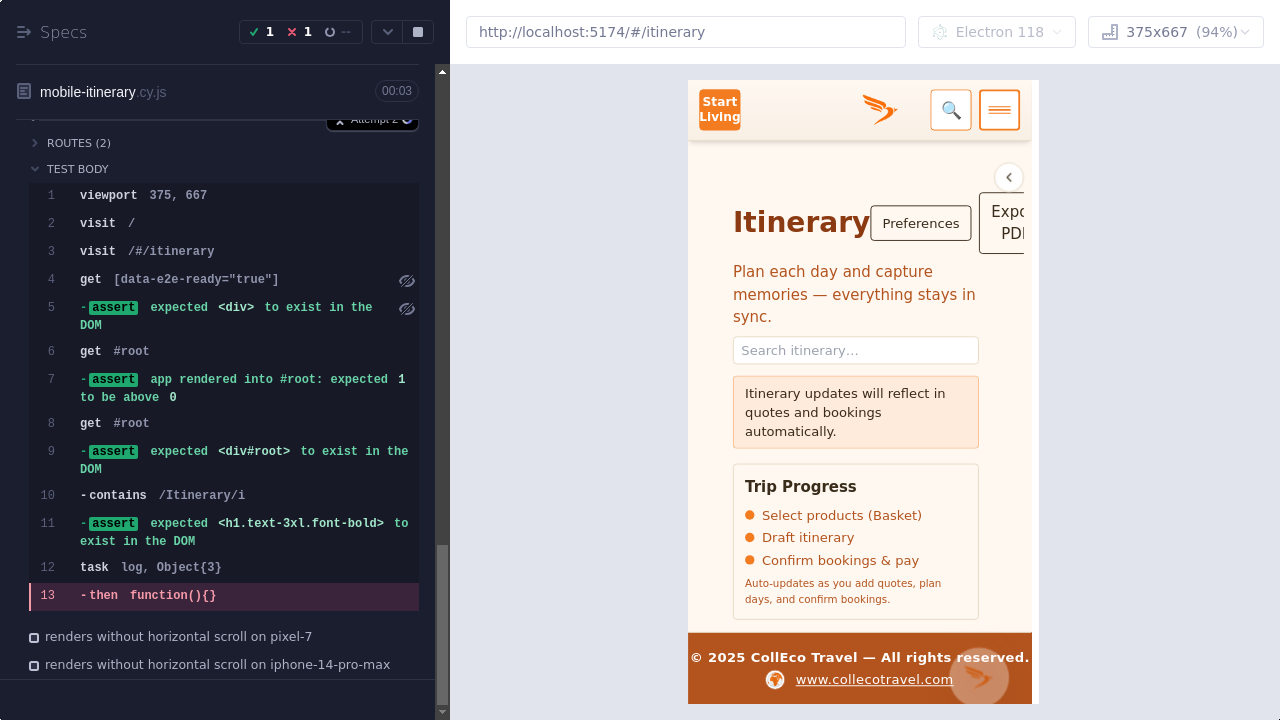 Specs
1
1
--
http://localhost:5174/#/itinerary
Electron 118
375x667 (94%)
mobile-itinerary.cy.js
00:03
Attempt 2
ROUTES (2)
TEST BODY
1 viewport 375, 667
2 visit /
3 visit /#/itinerary
4 get [data-e2e-ready="true"]
5 -assert expected <div> to exist in the
DOM
6 get #root
7 -assert app rendered into #root: expected 1
to be above 0
8 get #root
9 -assert expected <div#root> to exist in the
DOM
10 -contains /Itinerary/i
11 -assert expected <h1.text-3xl.font-bold> to
exist in the DOM
12 task log, Object{3}
13 -then function(){}
renders without horizontal scroll on pixel-7
renders without horizontal scroll on iphone-14-pro-max
Start
Living
Itinerary
Preferences
Expo
PDF
Plan each day and capture
memories — everything stays in
sync.
Search itinerary...
Itinerary updates will reflect in
quotes and bookings
automatically.
Trip Progress
Select products (Basket)
Draft itinerary
Confirm bookings & pay
Auto-updates as you add quotes, plan
days, and confirm bookings.
© 2025 CollEco Travel — All rights reserved.
www.collecotravel.com